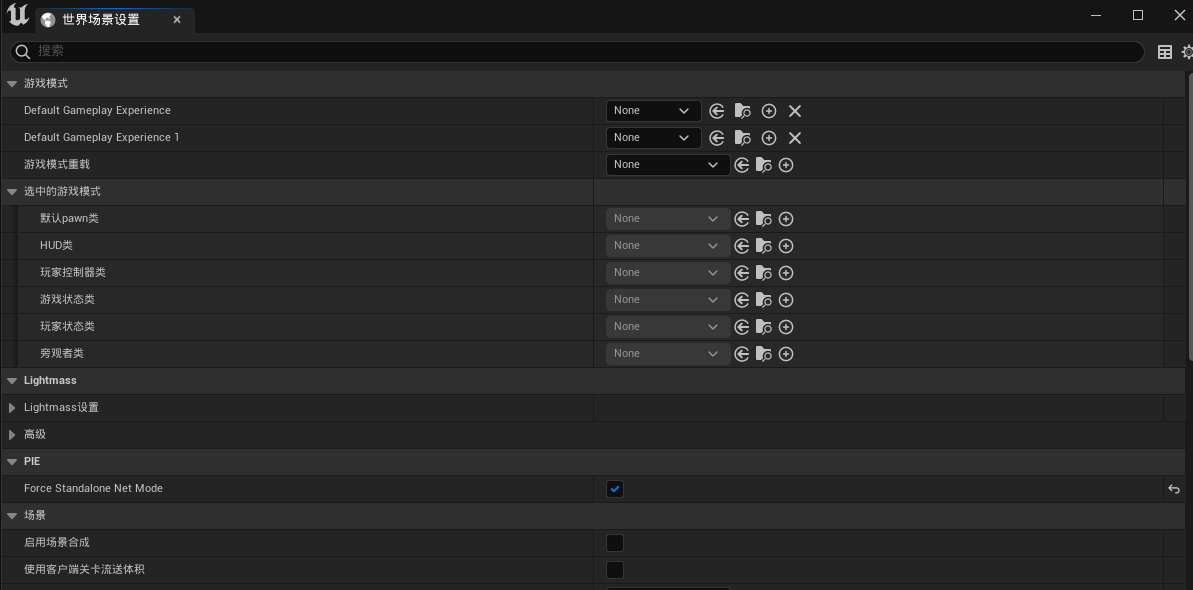 世界场景设置
搜索
游戏模式
Default Gameplay Experience None
Default Gameplay Experience 1 None
游戏模式重载 None
选中的游戏模式
默认pawn类 None
HUD类 None
玩家控制器类 None
游戏状态类 None
玩家状态类 None
旁观者类 None
Lightmass
Lightmass设置
高级
PIE
Force Standalone Net Mode
场景
启用场景合成
使用客户端关卡流送体积